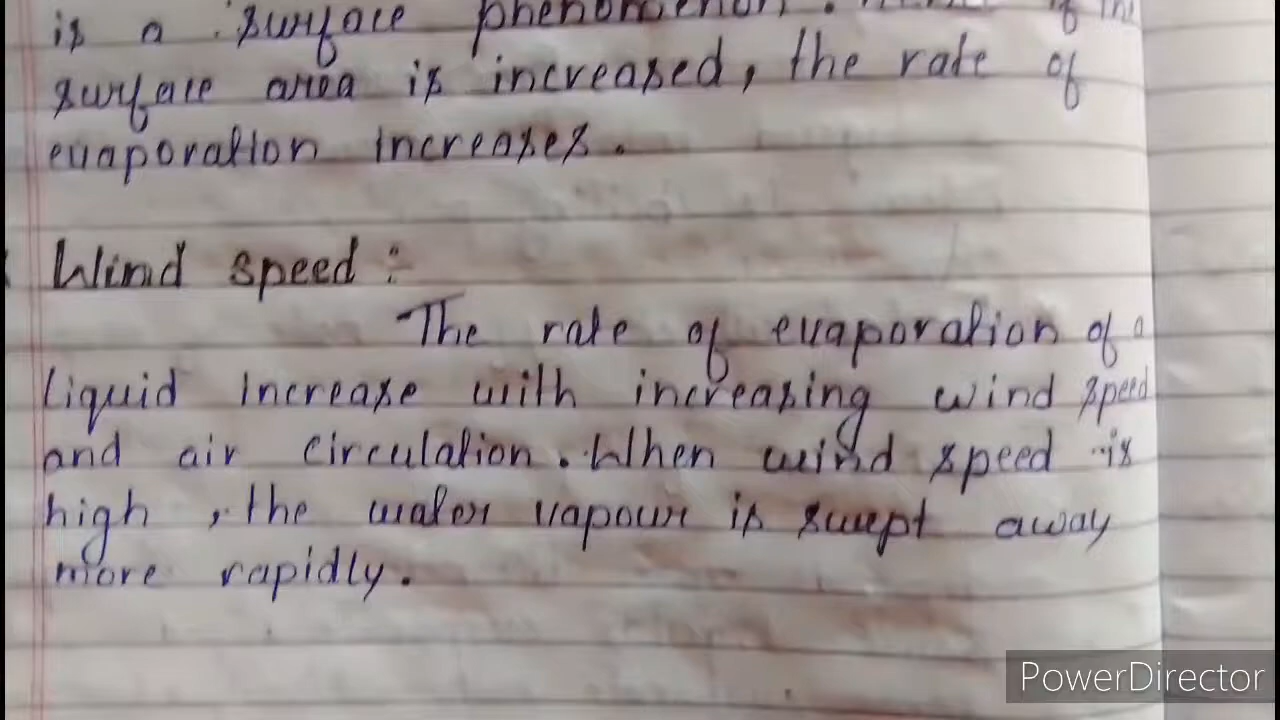 is a surface phenomenon. if the
surface area is increased, the rate of
evaporation increases.
Wind speed :
The rate of evaporation of a
liquid increase with increasing wind speed
and air circulation. When wind speed is
high, the water vapour is swept away
more rapidly.
PowerDirector